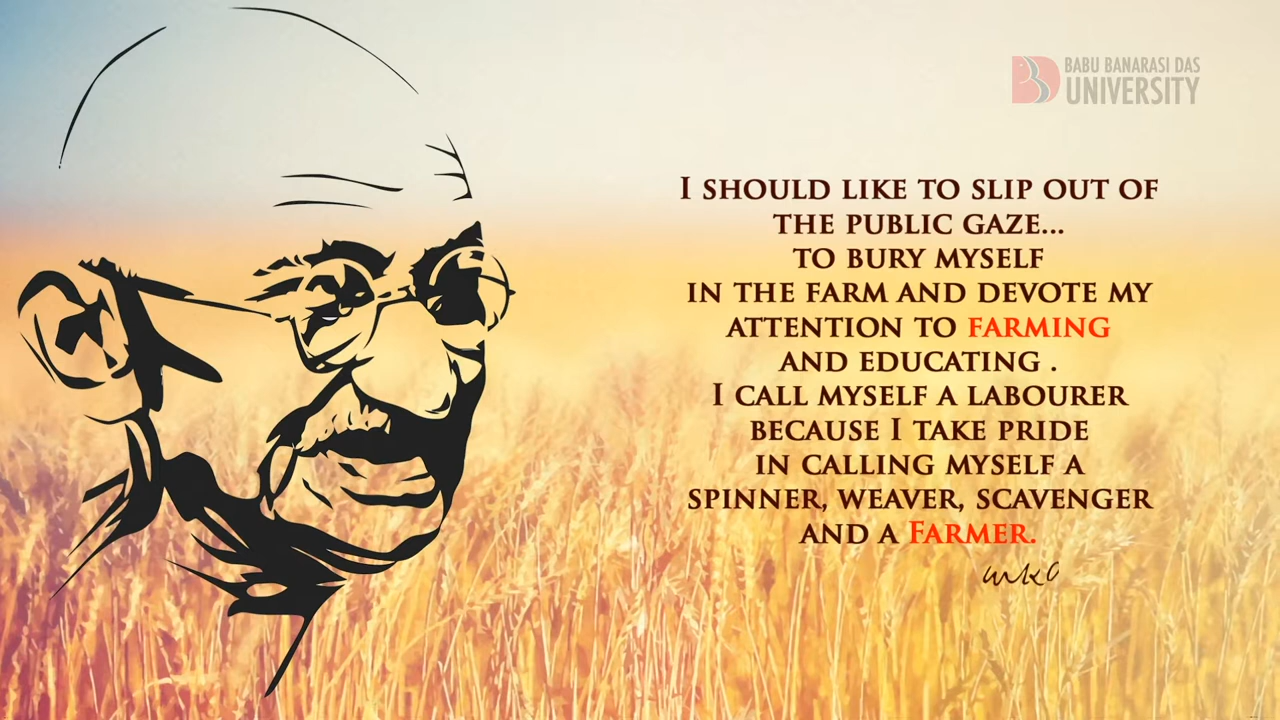 BABU BANARASI DAS
UNIVERSITY
I SHOULD LIKE TO SLIP OUT OF
THE PUBLIC GAZE...
TO BURY MYSELF
IN THE FARM AND DEVOTE MY
ATTENTION TO FARMING
AND EDUCATING .
I CALL MYSELF A LABOURER
BECAUSE I TAKE PRIDE
IN CALLING MYSELF A
SPINNER, WEAVER, SCAVENGER
AND A FARMER.